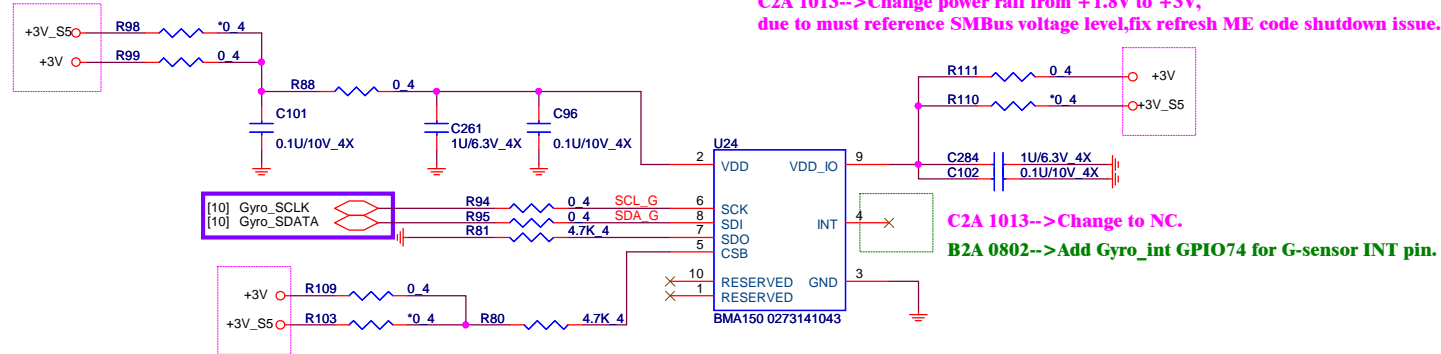 C2A 1013-->Change power rail from +1.8V to +3V,
due to must reference SMBus voltage level,fix refresh ME code shutdown issue.
+3V_S5 R98 *0_4
+3V R99 0_4
R88 0_4
C101
0.1U/10V_4X
C261
1U/6.3V_4X
C96
0.1U/10V_4X
R111 0_4 +3V
R110 *0_4 +3V_S5
U24
2 VDD VDD_IO 9
C284 1U/6.3V_4X
C102 0.1U/10V_4X
[10] Gyro_SCLK R94 0_4 SCL_G 6 SCK
[10] Gyro_SDATA R95 0_4 SDA_G 8 SDI INT 4
R81 4.7K_4 7 SDO
5 CSB
C2A 1013-->Change to NC.
B2A 0802-->Add Gyro_int GPIO74 for G-sensor INT pin.
10 RESERVED GND 3
1 RESERVED
BMA150 0273141043
+3V R109 0_4
+3V_S5 R103 *0_4 R80 4.7K_4